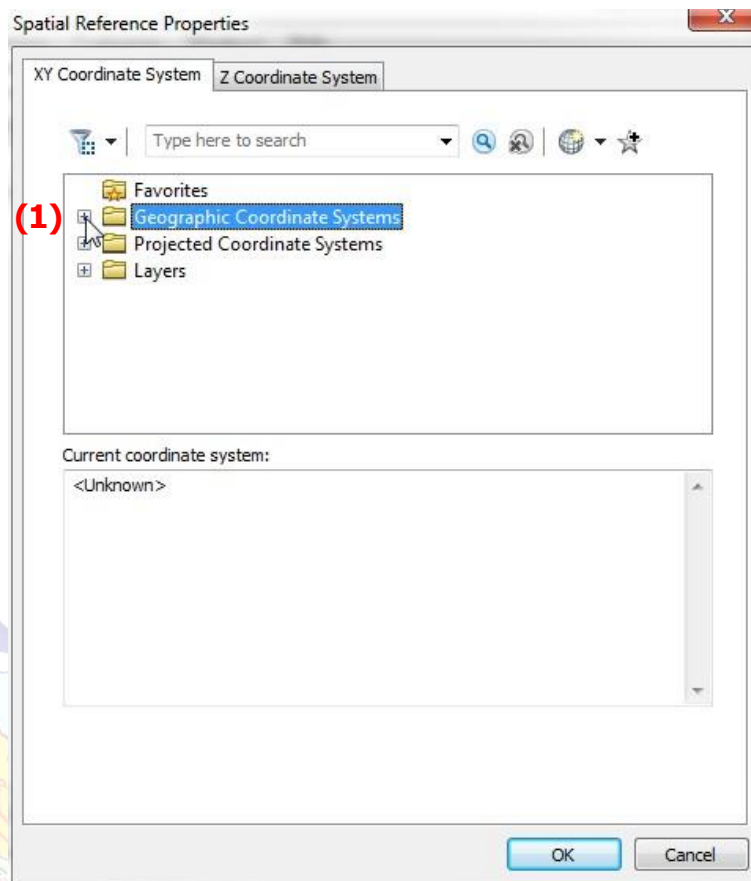 Spatial Reference Properties
XY Coordinate System Z Coordinate System
Type here to search
Favorites
(1) Geographic Coordinate Systems
Projected Coordinate Systems
Layers
Current coordinate system:
<Unknown>
OK Cancel